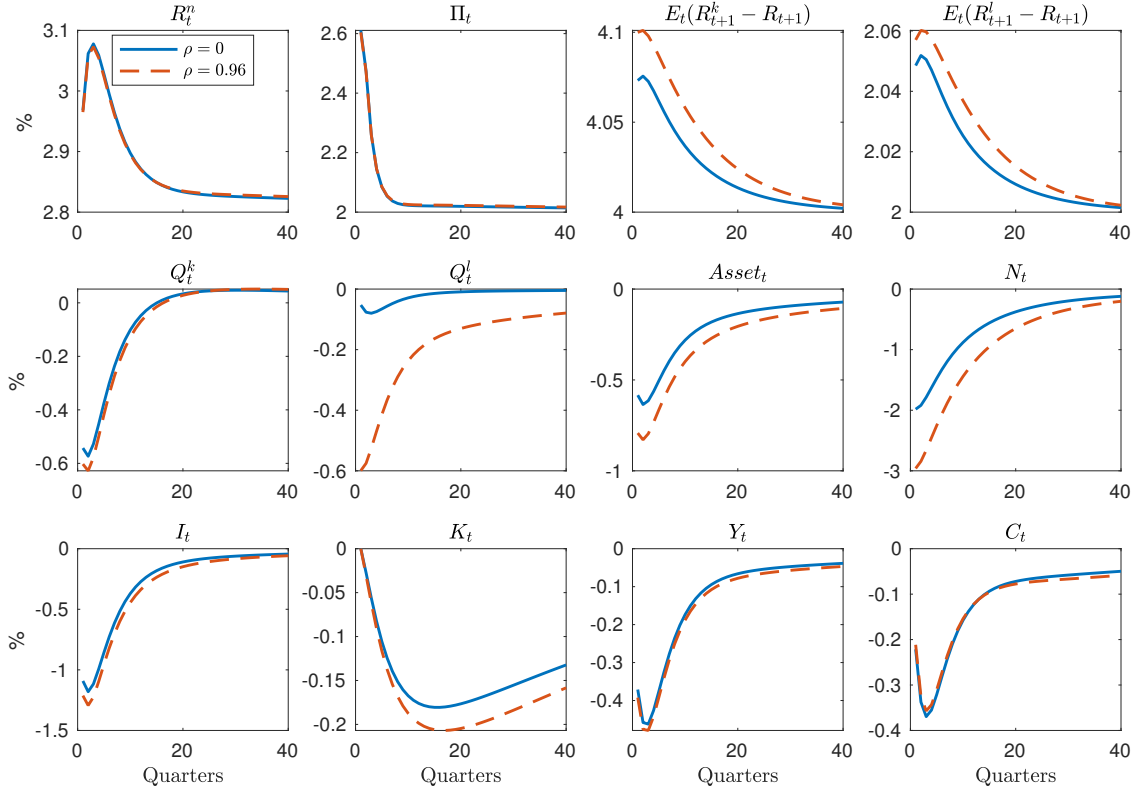 R_t^n Π_t E_t(R_{t+1}^k − R_{t+1}) E_t(R_{t+1}^l − R_{t+1})
3.1
3
2.9
2.8
%
0 20 40
ρ = 0
ρ = 0.96
2.6
2.4
2.2
2
0 20 40
4.1
4.05
4
0 20 40
2.06
2.04
2.02
2
0 20 40
Q_t^k Q_t^l Asset_t N_t
0
-0.2
-0.4
-0.6
%
0 20 40
0
-0.2
-0.4
-0.6
0 20 40
0
-0.5
-1
0 20 40
0
-1
-2
-3
0 20 40
I_t K_t Y_t C_t
0
-0.5
-1
-1.5
%
0 20 40
Quarters
0
-0.05
-0.1
-0.15
-0.2
0 20 40
Quarters
0
-0.1
-0.2
-0.3
-0.4
0 20 40
Quarters
0
-0.1
-0.2
-0.3
-0.4
0 20 40
Quarters